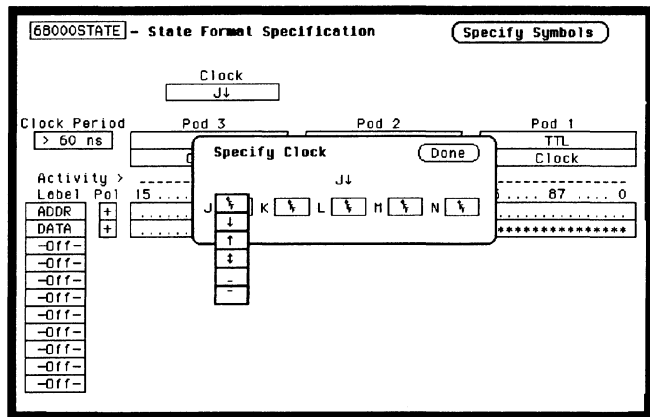 68000STATE – State Format Specification Specify Symbols
Clock
J↓
Clock Period Pod 3 Pod 2 Pod 1
> 60 ns TTL
Specify Clock Done Clock
J↓
Activity >
Label Pol 15 .... 87 .... 0
J K L M N
ADDR +
DATA + **************
↓
↑
↕
-Off-
-Off-
-Off-
-Off-
-Off-
-Off-
-Off-
-Off-
-Off-